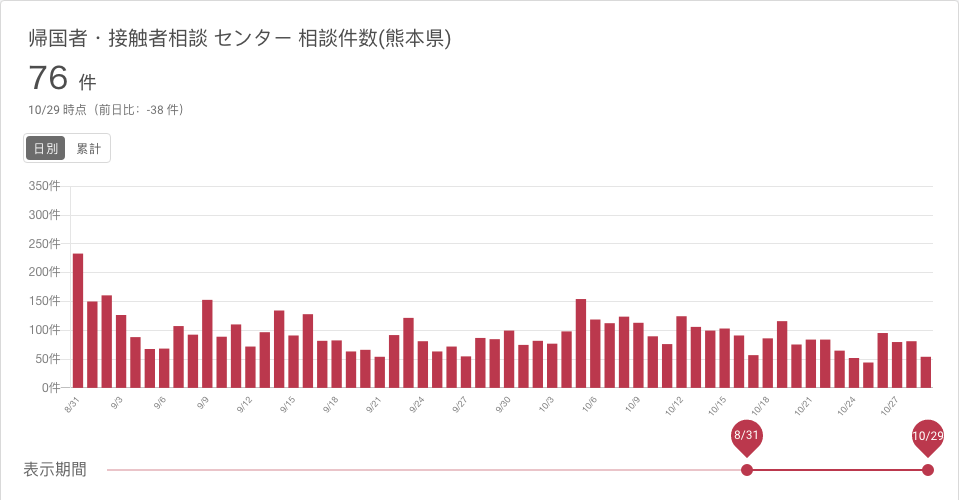 帰国者・接触者相談 センター 相談件数(熊本県)
76 件
10/29 時点（前日比：-38 件）
日別 累計
350件
300件
250件
200件
150件
100件
50件
0件
8/31 9/3 9/6 9/9 9/12 9/15 9/18 9/21 9/24 9/27 9/30 10/3 10/6 10/9 10/12 10/15 10/18 10/21 10/24 10/27
8/31 10/29
表示期間